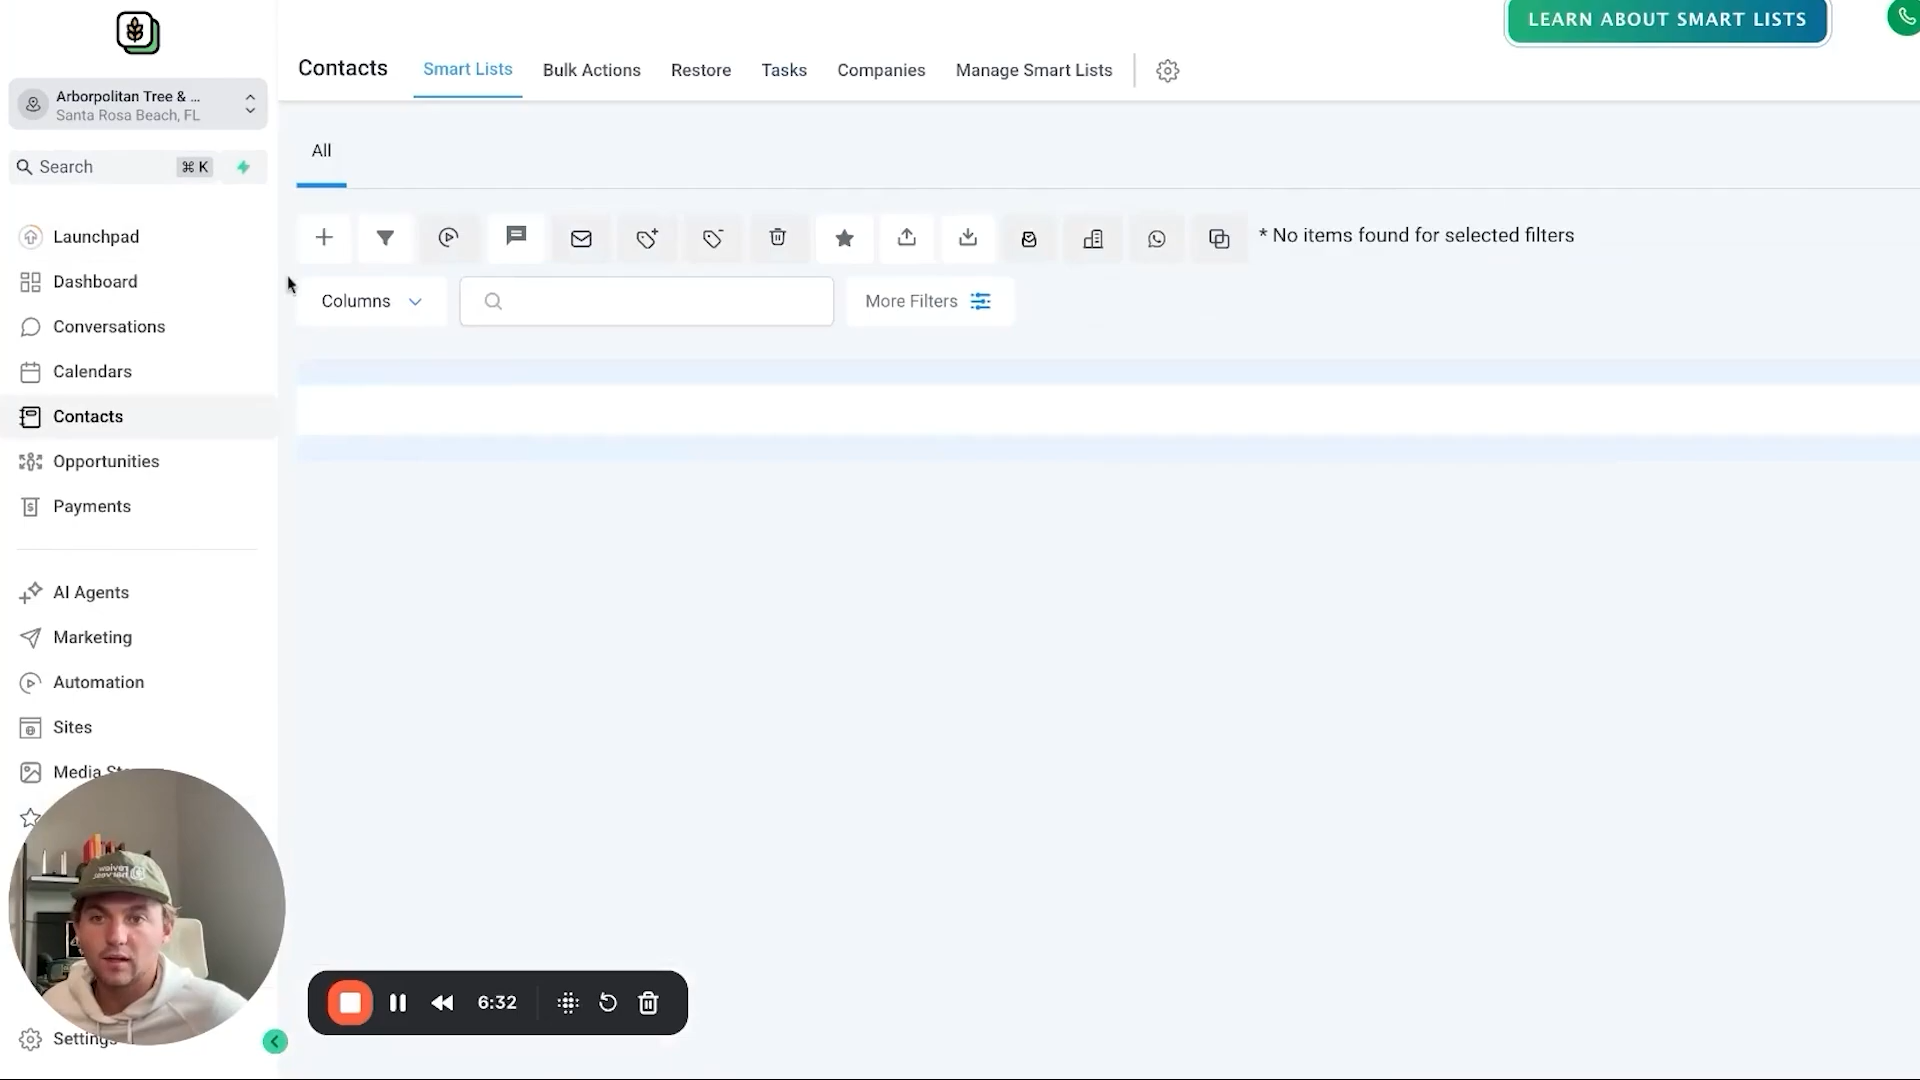 LEARN ABOUT SMART LISTS
Contacts
Smart Lists
Bulk Actions
Restore
Tasks
Companies
Manage Smart Lists
Arborpolitan Tree & ...
Santa Rosa Beach, FL
Search
⌘ K
All
Launchpad
Dashboard
Conversations
Calendars
Contacts
Opportunities
Payments
AI Agents
Marketing
Automation
Sites
Media
Settings
* No items found for selected filters
Columns
More Filters
6:32